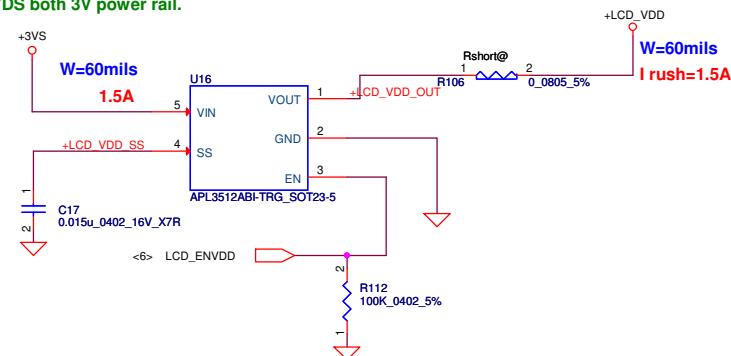 VDS both 3V power rail.
+LCD_VDD
+3VS
W=60mils
1.5A
Rshort@
1
2
R106
0_0805_5%
W=60mils
I rush=1.5A
U16
5
VIN
VOUT
1
+LCD_VDD_OUT
+LCD_VDD_SS
4
SS
GND
2
EN
3
APL3512ABI-TRG_SOT23-5
1
C17
0.015u_0402_16V_X7R
2
<6> LCD_ENVDD
2
R112
100K_0402_5%
1